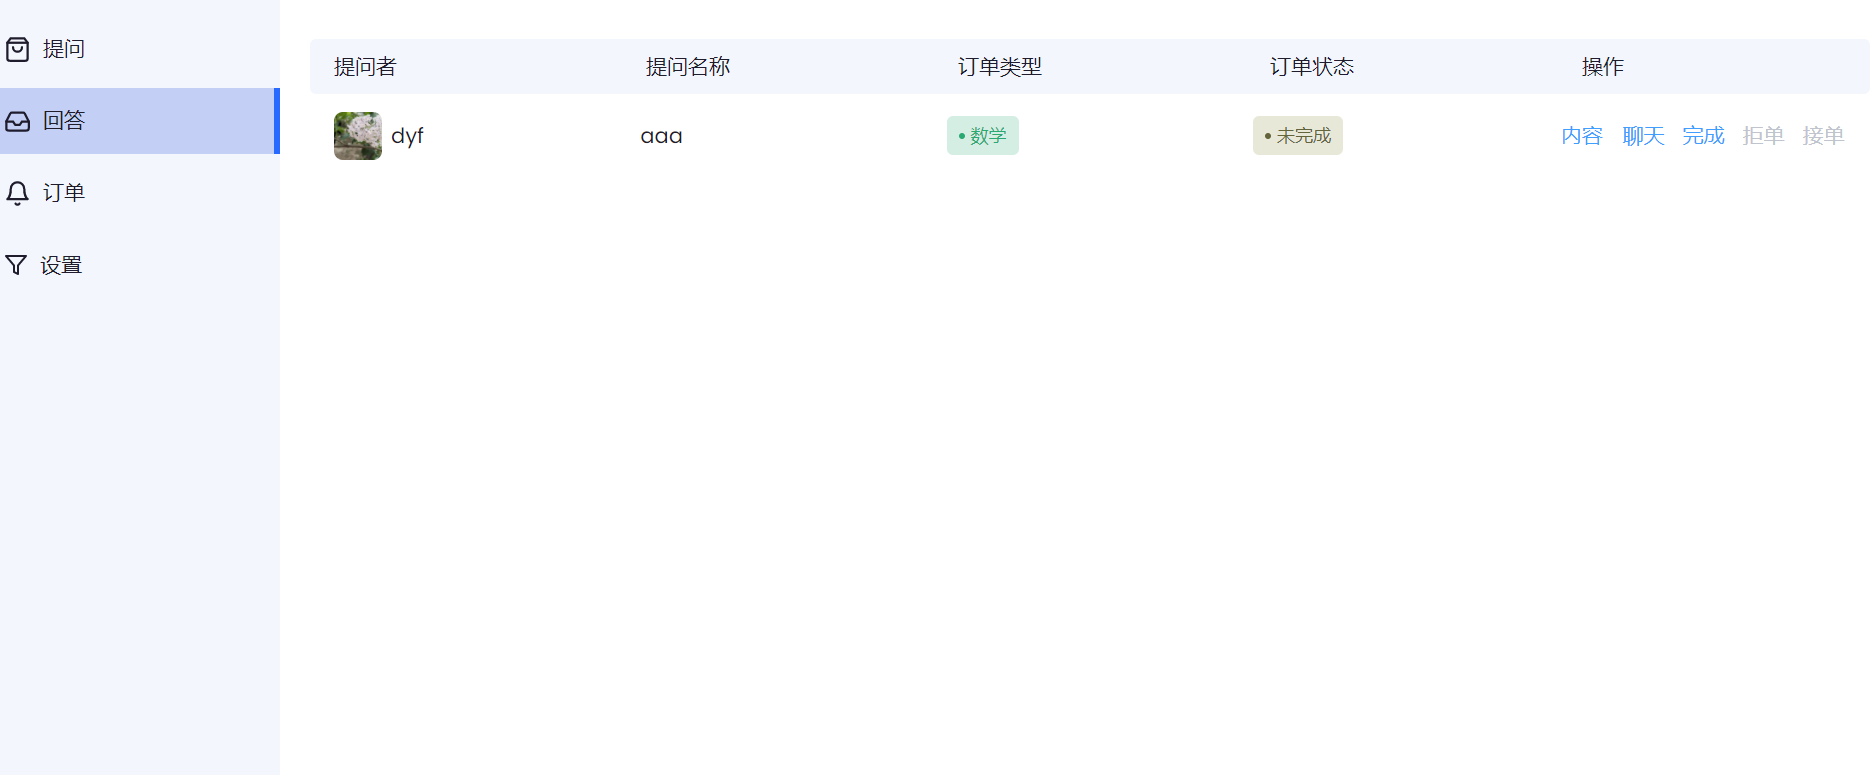 提问
回答
订单
设置
提问者 提问名称 订单类型 订单状态 操作
dyf aaa 数学 未完成 内容 聊天 完成 拒单 接单